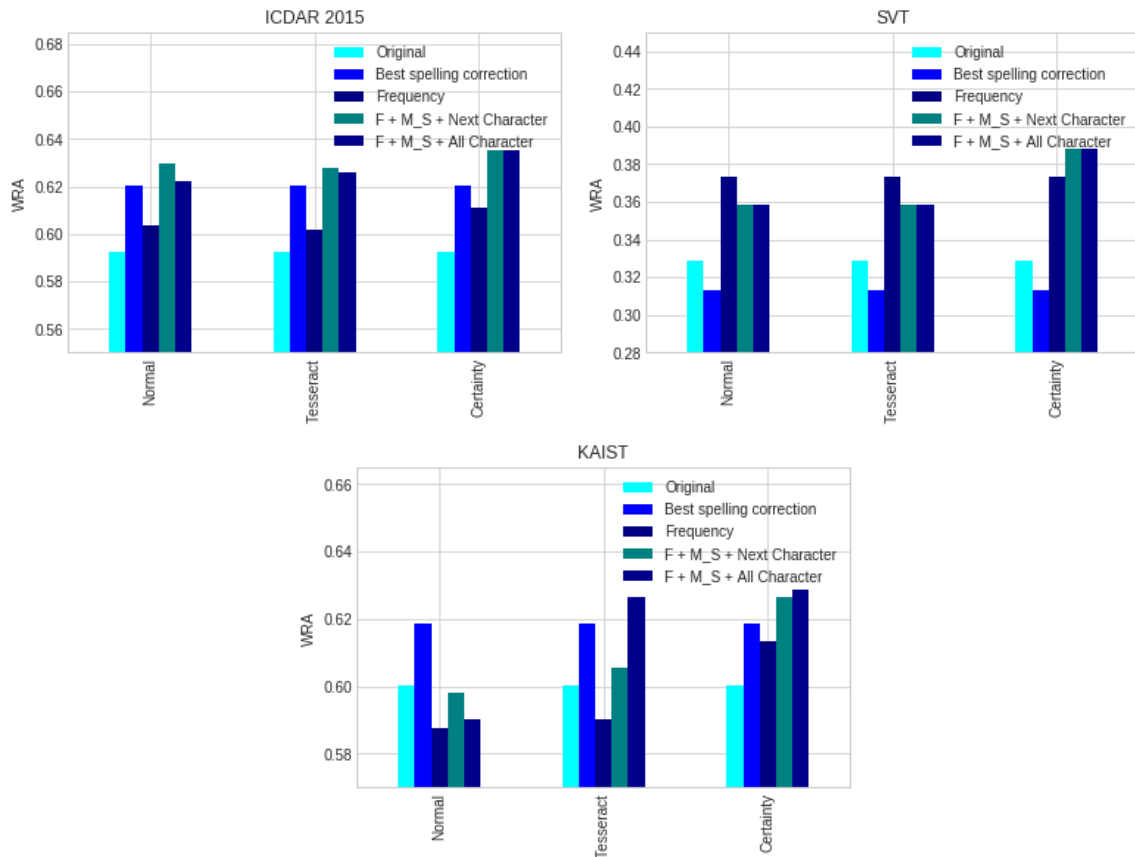 ICDAR 2015
0.68
0.66
0.64
0.62
0.60
0.58
0.56
WRA
Original
Best spelling correction
Frequency
F + M_S + Next Character
F + M_S + All Character
Normal
Tesseract
Certainty
SVT
0.44
0.42
0.40
0.38
0.36
0.34
0.32
0.30
0.28
WRA
Original
Best spelling correction
Frequency
F + M_S + Next Character
F + M_S + All Character
Normal
Tesseract
Certainty
KAIST
0.66
0.64
0.62
0.60
0.58
WRA
Original
Best spelling correction
Frequency
F + M_S + Next Character
F + M_S + All Character
Normal
Tesseract
Certainty